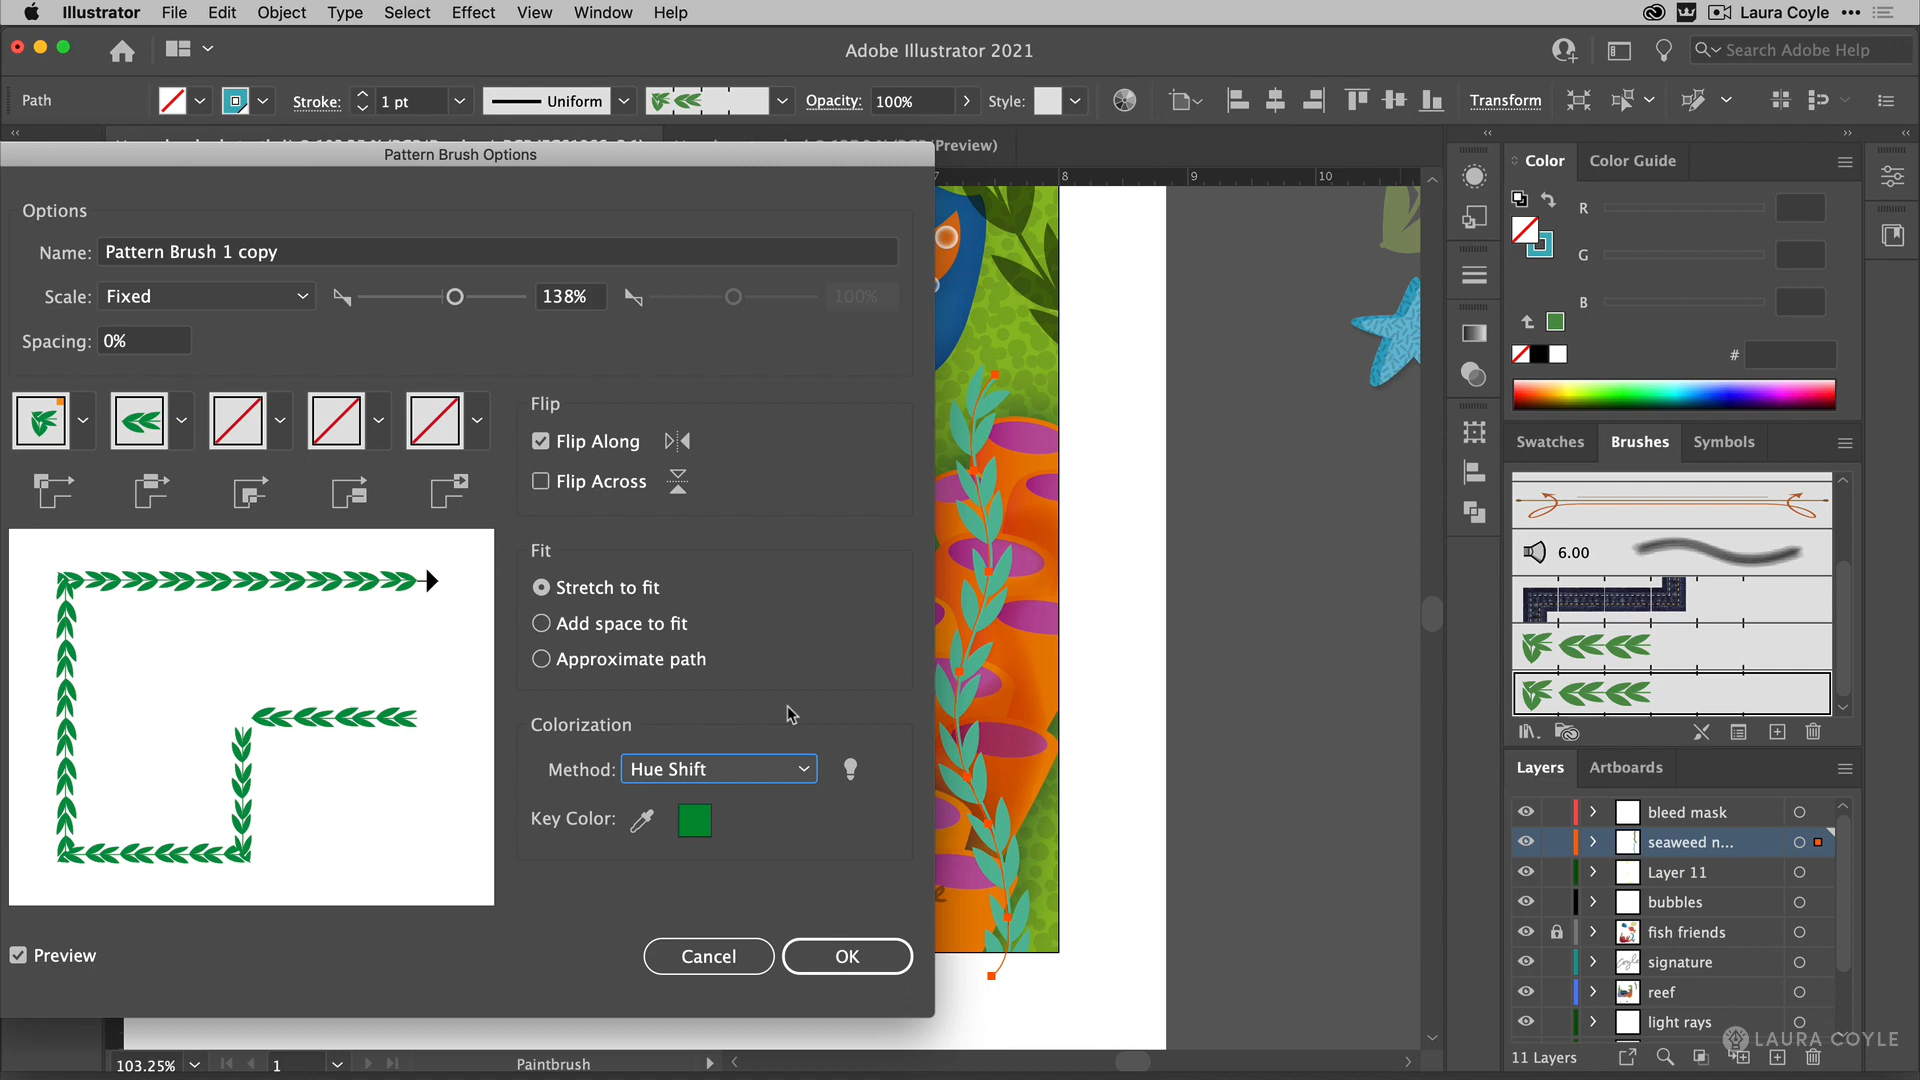 Illustrator File Edit Object Type Select Effect View Window Help Laura Coyle
Adobe Illustrator 2021 Search Adobe Help
Path Stroke: 1 pt Uniform Opacity: 100% Style: Transform
Preview)
Pattern Brush Options
7 8 9 10
Options
Name: Pattern Brush 1 copy
Scale: Fixed 138% 100%
Spacing: 0%
Flip
Flip Along
Flip Across
Fit
Stretch to fit
Add space to fit
Approximate path
Colorization
Method: Hue Shift
Key Color:
Preview Cancel OK
103.25% 1 Paintbrush
Color Color Guide
R
G
B
#
Swatches Brushes Symbols
6.00
Layers Artboards
bleed mask
seaweed n...
Layer 11
bubbles
fish friends
signature
reef
light rays
11 Layers
LAURA COYLE